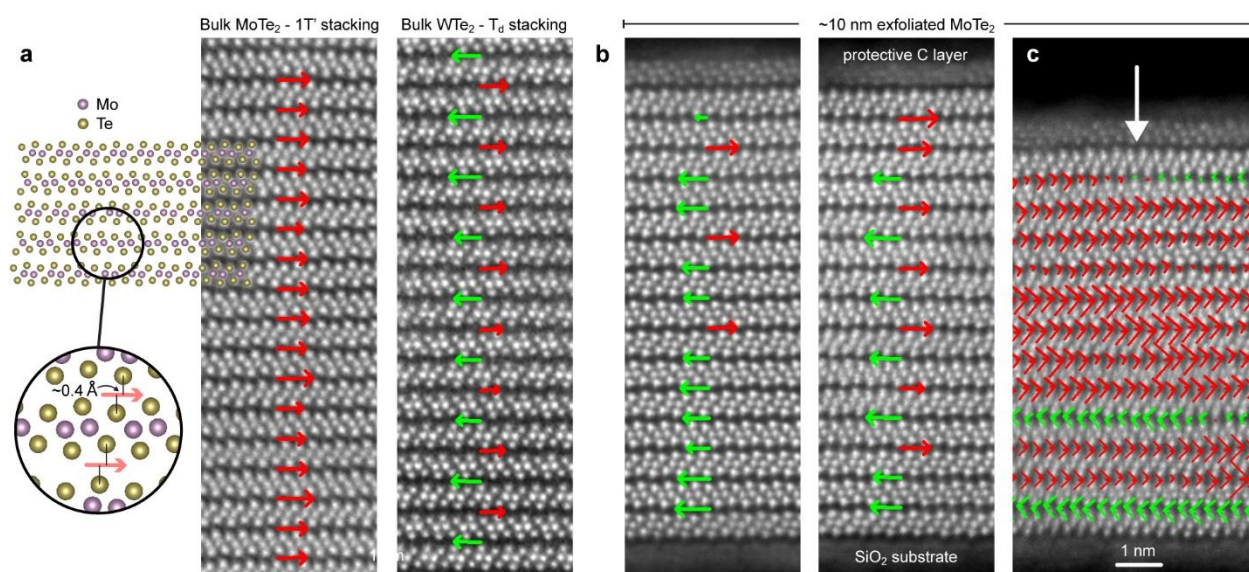 Bulk MoTe₂ - 1T' stacking
Bulk WTe₂ - T_d stacking
~10 nm exfoliated MoTe₂
a
b
c
protective C layer
Mo
Te
~0.4 Å
SiO₂ substrate
1 nm